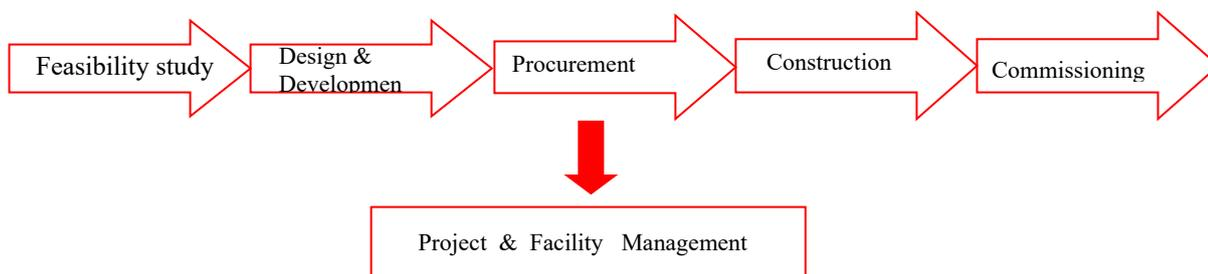 Feasibility study
Design &
Developmen
Procurement
Construction
Commissioning
Project & Facility Management